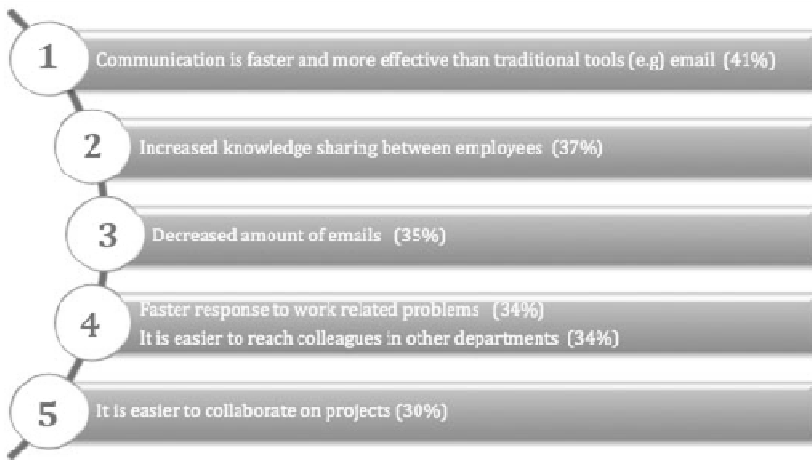 1
Communication is faster and more effective than traditional tools (e.g) email (41%)
2
Increased knowledge sharing between employees (37%)
3
Decreased amount of emails (35%)
4
Faster response to work related problems (34%)
It is easier to reach colleagues in other departments (34%)
5
It is easier to collaborate on projects (30%)